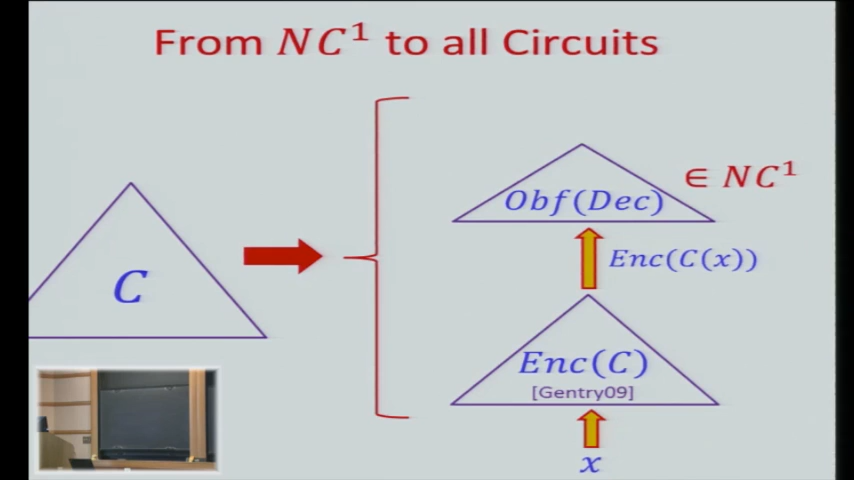 From NC¹ to all Circuits
C
Obf(Dec)
∈ NC¹
Enc(C(x))
Enc(C)
[Gentry09]
x